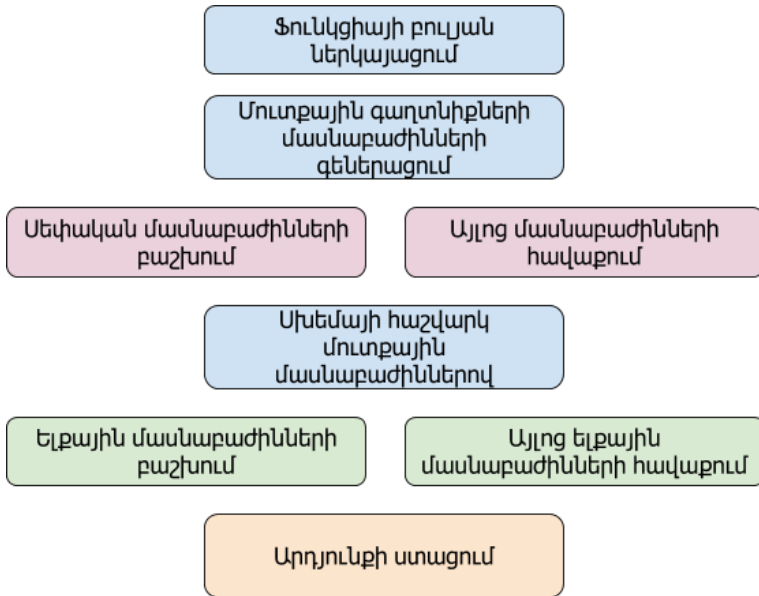 Ֆունկցիայի բուլյան
ներկայացում
Մուտքային գաղտնիքների
մասնաբաժինների
գեներացում
Սեփական մասնաբաժինների
բաշխում
Այլոց մասնաբաժինների
հավաքում
Սխեմայի հաշվարկ
մուտքային
մասնաբաժիններով
Ելքային մասնաբաժինների
բաշխում
Այլոց ելքային
մասնաբաժինների հավաքում
Արդյունքի ստացում